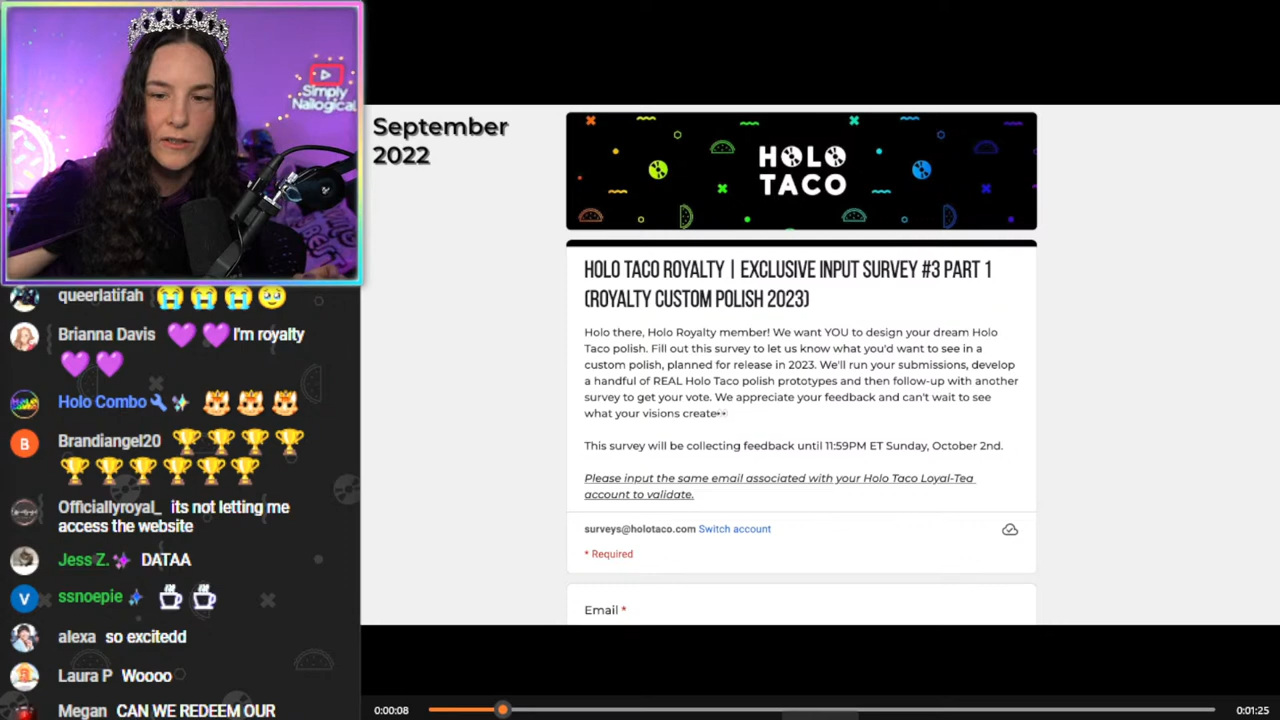 Simply
Nailogical
queerlatifah 😭😭😭🥹
Brianna Davis 💜💜 I'm royalty
💜💜
Holo Combo
Brandiangel20 🏆🏆🏆🏆
🏆🏆🏆🏆🏆🏆
Officiallyroyal_ its not letting me
access the website
Jess Z. DATAA
V ssnoepie
alexa so excitedd
Laura P Woooo
Megan CAN WE REDEEM OUR
September
2022
HOLO
TACO
HOLO TACO ROYALTY | EXCLUSIVE INPUT SURVEY #3 PART 1
(ROYALTY CUSTOM POLISH 2023)
Holo there, Holo Royalty member! We want YOU to design your dream Holo
Taco polish. Fill out this survey to let us know what you'd want to see in a
custom polish, planned for release in 2023. We'll run your submissions, develop
a handful of REAL Holo Taco polish prototypes and then follow-up with another
survey to get your vote. We appreciate your feedback and can't wait to see
what your visions create👀
This survey will be collecting feedback until 11:59PM ET Sunday, October 2nd.
Please input the same email associated with your Holo Taco Loyal-Tea
account to validate.
surveys@holotaco.com Switch account
* Required
Email *
0:00:08
0:01:25